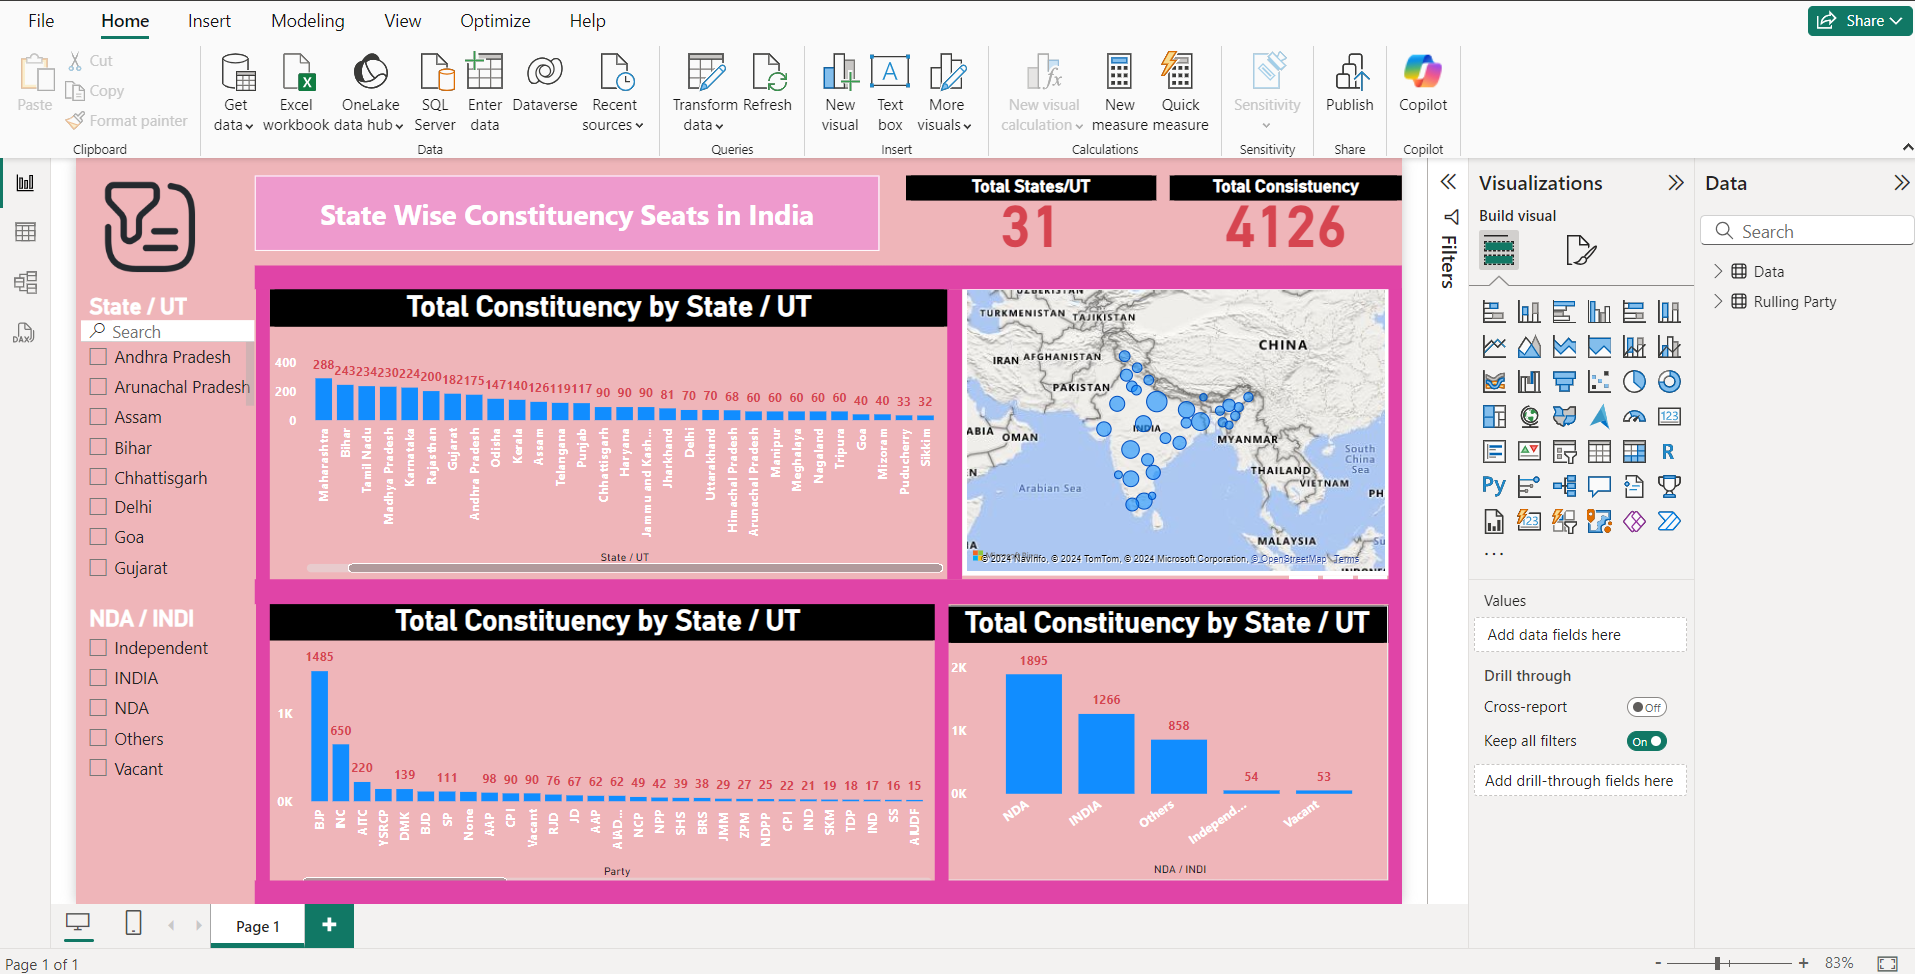 File Home Insert Modeling View Optimize Help Share
Paste Cut
Copy
Format painter
Clipboard
Get data
Excel workbook
OneLake data hub
SQL Server
Enter data
Dataverse
Recent sources
Data
Transform data
Refresh
Queries
New visual
Text box
More visuals
Insert
New visual calculation
New measure
Quick measure
Calculations
Sensitivity
Sensitivity
Publish
Share
Copilot
Copilot
State Wise Constituency Seats in India
Total States/UT
31
Total Consistuency
4126
State / UT
Search
Andhra Pradesh
Arunachal Pradesh
Assam
Bihar
Chhattisgarh
Delhi
Goa
Gujarat
NDA / INDI
Independent
INDIA
NDA
Others
Vacant
Total Constituency by State / UT
400
200
0
288 243 234 230 224 200 182 175 147 140 126 119 117 90 90 90 81 70 70 68 60 60 60 60 60 40 40 33 32
Maharashtra
Bihar
Tamil Nadu
Madhya Pradesh
Karnataka
Rajasthan
Gujarat
Andhra Pradesh
Odisha
Kerala
Assam
Telangana
Punjab
Chhattisgarh
Haryana
Jammu and Kash...
Jharkhand
Delhi
Uttarakhand
Himachal Pradesh
Arunachal Pradesh
Manipur
Meghalaya
Nagaland
Tripura
Goa
Mizoram
Puducherry
Sikkim
State / UT
UZBEKISTAN
TURKMENISTAN TAJIKISTAN
CHINA
IRAN AFGHANISTAN
PAKISTAN
INDIA
ABIA OMAN
MYANMAR
South China Sea
THAILAND
VIETNAM
PH
Arabian Sea
MALAYSIA
© 2024 NavInfo, © 2024 TomTom, © 2024 Microsoft Corporation, © OpenStreetMap Terms
Total Constituency by State / UT
1K
0K
1485 650 220 139 111 98 90 90 76 67 62 62 49 42 39 38 29 27 25 22 21 19 18 17 16 15
BJP
INC
AITC
YSRCP
DMK
BJD
SP
None
AAP
CPI
Vacant
RJD
JD
AAP
AIAD...
NCP
NPP
SHS
BRS
JMM
ZPM
NDPP
CPI
IND
SKM
TDP
IND
SS
AIUDF
Party
Total Constituency by State / UT
2K
1K
0K
1895 1266 858 54 53
NDA
INDIA
Others
Independ...
Vacant
NDA / INDI
Filters
Visualizations
Build visual
123
R
Py
123
...
Values
Add data fields here
Drill through
Cross-report Off
Keep all filters On
Add drill-through fields here
Data
Search
Data
Rulling Party
DAX
Page 1
+
Page 1 of 1
- + 83%